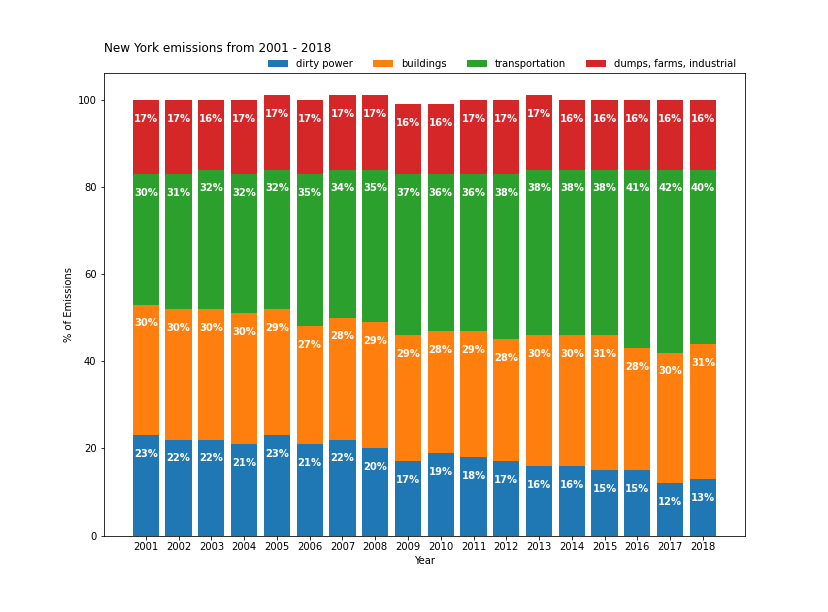 New York emissions from 2001 - 2018
dirty power buildings transportation dumps, farms, industrial
100
80
60
40
20
0
% of Emissions
17% 17% 16% 17% 17% 17% 17% 17% 16% 16% 17% 17% 17% 16% 16% 16% 16% 16%
30% 31% 32% 32% 32% 35% 34% 35% 37% 36% 36% 38% 38% 38% 38% 41% 42% 40%
30% 30% 30% 30% 29% 27% 28% 29% 29% 28% 29% 28% 30% 30% 31% 28% 30% 31%
23% 22% 22% 21% 23% 21% 22% 20% 17% 19% 18% 17% 16% 16% 15% 15% 12% 13%
2001 2002 2003 2004 2005 2006 2007 2008 2009 2010 2011 2012 2013 2014 2015 2016 2017 2018
Year